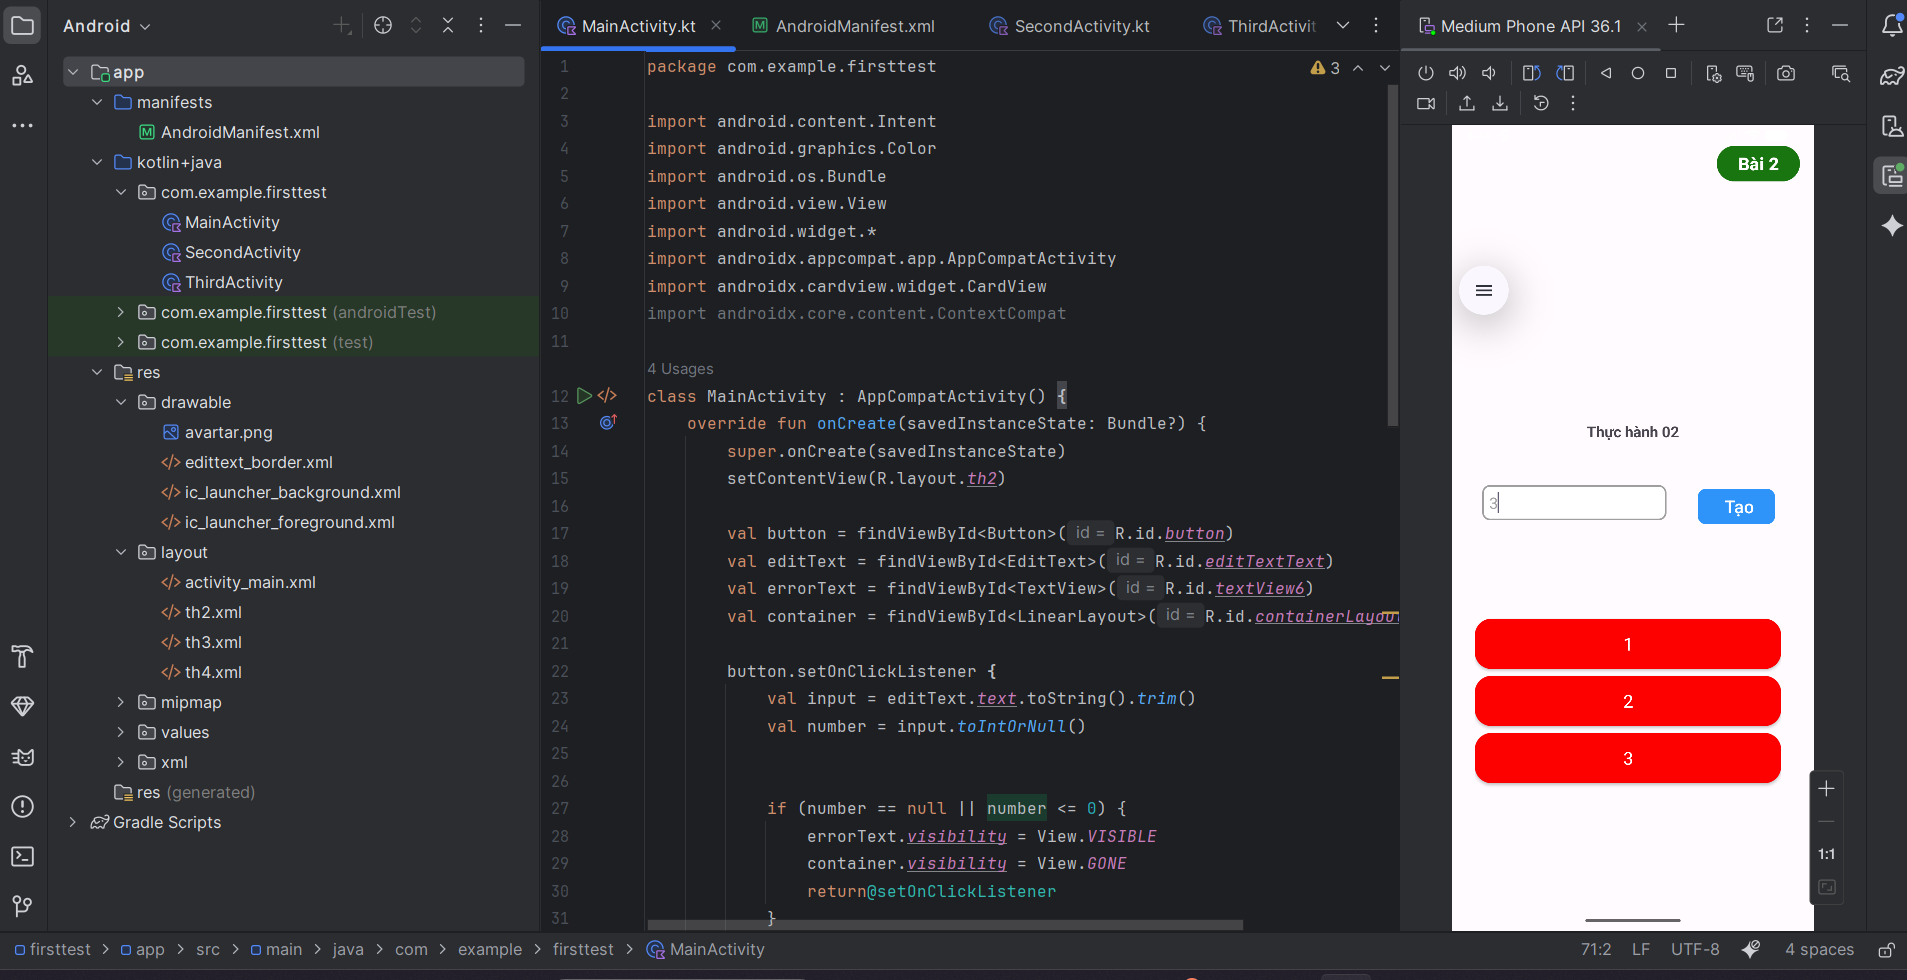 Android
app
manifests
AndroidManifest.xml
kotlin+java
com.example.firsttest
MainActivity
SecondActivity
ThirdActivity
com.example.firsttest (androidTest)
com.example.firsttest (test)
res
drawable
avartar.png
edittext_border.xml
ic_launcher_background.xml
ic_launcher_foreground.xml
layout
activity_main.xml
th2.xml
th3.xml
th4.xml
mipmap
values
xml
res (generated)
Gradle Scripts
MainActivity.kt AndroidManifest.xml SecondActivity.kt ThirdActivit
3
1 package com.example.firsttest
2
3 import android.content.Intent
4 import android.graphics.Color
5 import android.os.Bundle
6 import android.view.View
7 import android.widget.*
8 import androidx.appcompat.app.AppCompatActivity
9 import androidx.cardview.widget.CardView
10 import androidx.core.content.ContextCompat
11
4 Usages
12 class MainActivity : AppCompatActivity() {
13 override fun onCreate(savedInstanceState: Bundle?) {
14 super.onCreate(savedInstanceState)
15 setContentView(R.layout.th2)
16
17 val button = findViewById<Button>( id = R.id.button)
18 val editText = findViewById<EditText>( id = R.id.editTextText)
19 val errorText = findViewById<TextView>( id = R.id.textView6)
20 val container = findViewById<LinearLayout>( id = R.id.containerLayout
21
22 button.setOnClickListener {
23 val input = editText.text.toString().trim()
24 val number = input.toIntOrNull()
25
26
27 if (number == null || number <= 0) {
28 errorText.visibility = View.VISIBLE
29 container.visibility = View.GONE
30 return@setOnClickListener
31 }
Medium Phone API 36.1
Bài 2
Thực hành 02
3
Tạo
1
2
3
1:1
firsttest > app > src > main > java > com > example > firsttest > MainActivity
71:2 LF UTF-8 4 spaces